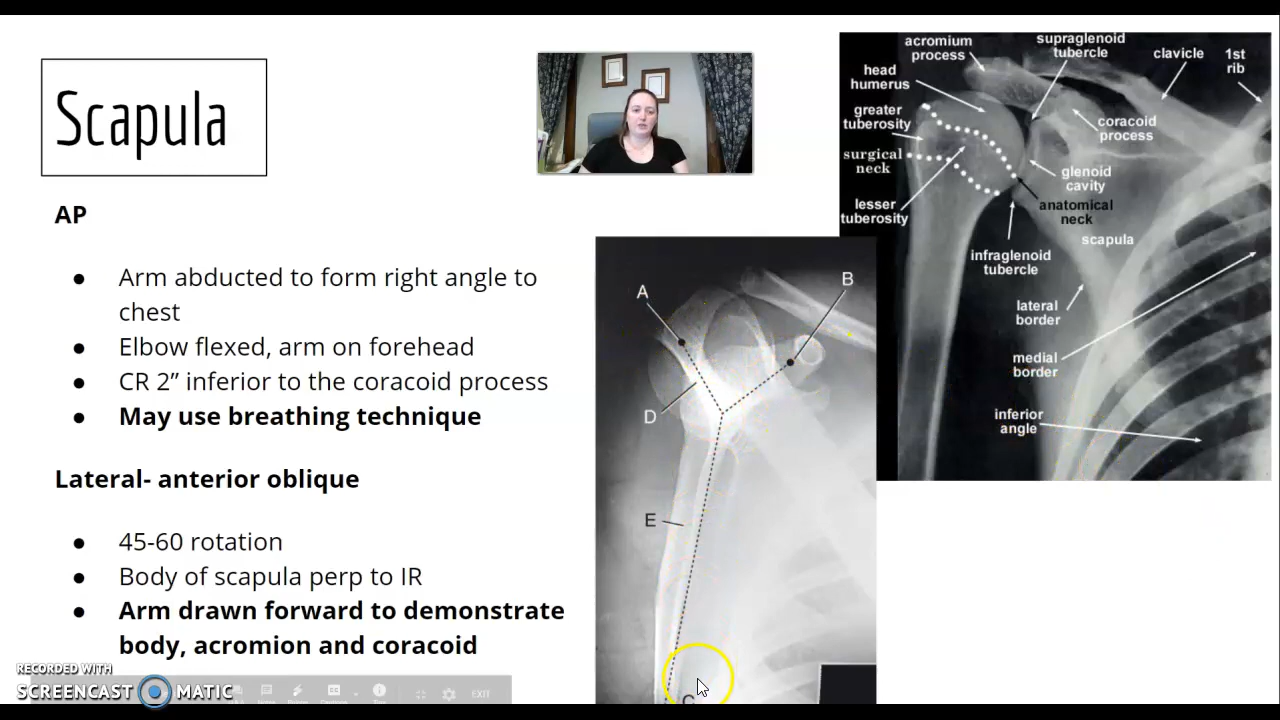 Scapula
AP
● Arm abducted to form right angle to
chest
● Elbow flexed, arm on forehead
● CR 2” inferior to the coracoid process
● May use breathing technique
Lateral- anterior oblique
● 45-60 rotation
● Body of scapula perp to IR
● Arm drawn forward to demonstrate
body, acromion and coracoid
A
B
D
E
C
acromium
process
supraglenoid
tubercle
clavicle
1st
rib
head
humerus
greater
tuberosity
coracoid
process
surgical
neck
glenoid
cavity
lesser
tuberosity
anatomical
neck
scapula
infraglenoid
tubercle
lateral
border
medial
border
inferior
angle
RECORDED WITH
SCREENCAST MATIC
EXIT